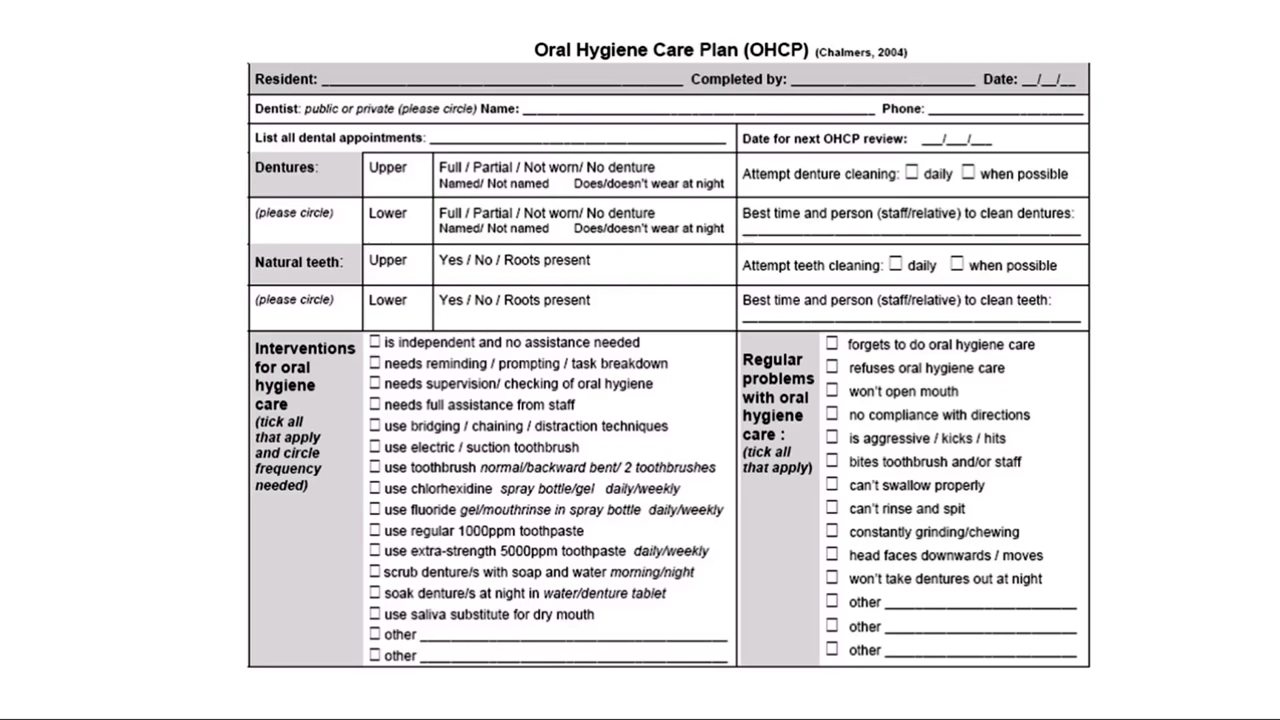 Oral Hygiene Care Plan (OHCP) (Chalmers, 2004)
Resident: ____________________ Completed by: ____________________ Date: __/__/__
Dentist: public or private (please circle) Name: ____________________ Phone: ____________________
List all dental appointments: ____________________ Date for next OHCP review: ___/___/___
Dentures: Upper Full / Partial / Not worn/ No denture
Named/ Not named Does/doesn't wear at night
Attempt denture cleaning: ☐ daily ☐ when possible
(please circle) Lower Full / Partial / Not worn/ No denture
Named/ Not named Does/doesn't wear at night
Best time and person (staff/relative) to clean dentures:
____________________
Natural teeth: Upper Yes / No / Roots present
Attempt teeth cleaning: ☐ daily ☐ when possible
(please circle) Lower Yes / No / Roots present
Best time and person (staff/relative) to clean teeth:
____________________
Interventions
for oral
hygiene
care
(tick all
that apply
and circle
frequency
needed)
☐ is independent and no assistance needed
☐ needs reminding / prompting / task breakdown
☐ needs supervision/ checking of oral hygiene
☐ needs full assistance from staff
☐ use bridging / chaining / distraction techniques
☐ use electric / suction toothbrush
☐ use toothbrush normal/backward bent/ 2 toothbrushes
☐ use chlorhexidine spray bottle/gel daily/weekly
☐ use fluoride gel/mouthrinse in spray bottle daily/weekly
☐ use regular 1000ppm toothpaste
☐ use extra-strength 5000ppm toothpaste daily/weekly
☐ scrub denture/s with soap and water morning/night
☐ soak denture/s at night in water/denture tablet
☐ use saliva substitute for dry mouth
☐ other ____________________
☐ other ____________________
Regular
problems
with oral
hygiene
care :
(tick all
that apply)
☐ forgets to do oral hygiene care
☐ refuses oral hygiene care
☐ won't open mouth
☐ no compliance with directions
☐ is aggressive / kicks / hits
☐ bites toothbrush and/or staff
☐ can't swallow properly
☐ can't rinse and spit
☐ constantly grinding/chewing
☐ head faces downwards / moves
☐ won't take dentures out at night
☐ other ____________________
☐ other ____________________
☐ other ____________________